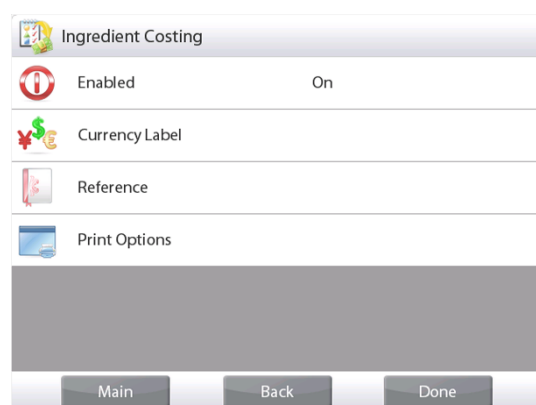 Ingredient Costing
Enabled On
Currency Label
Reference
Print Options
Main Back Done